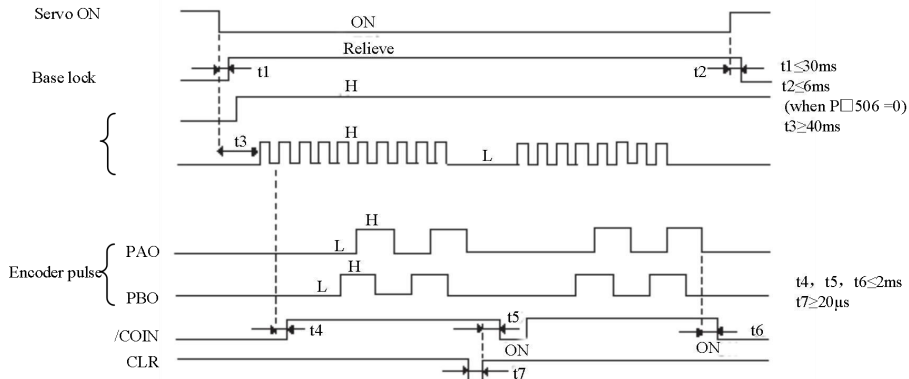 Servo ON
ON
Relieve
Base lock
t1
t2
t1≤30ms
t2≤6ms
(when P□506 =0)
t3≥40ms
H
t3
H
L
H
L
PAO
Encoder pulse
H
L
PBO
t4，t5，t6≤2ms
t7≥20μs
/COIN
t4
t5
ON
ON
t6
CLR
t7